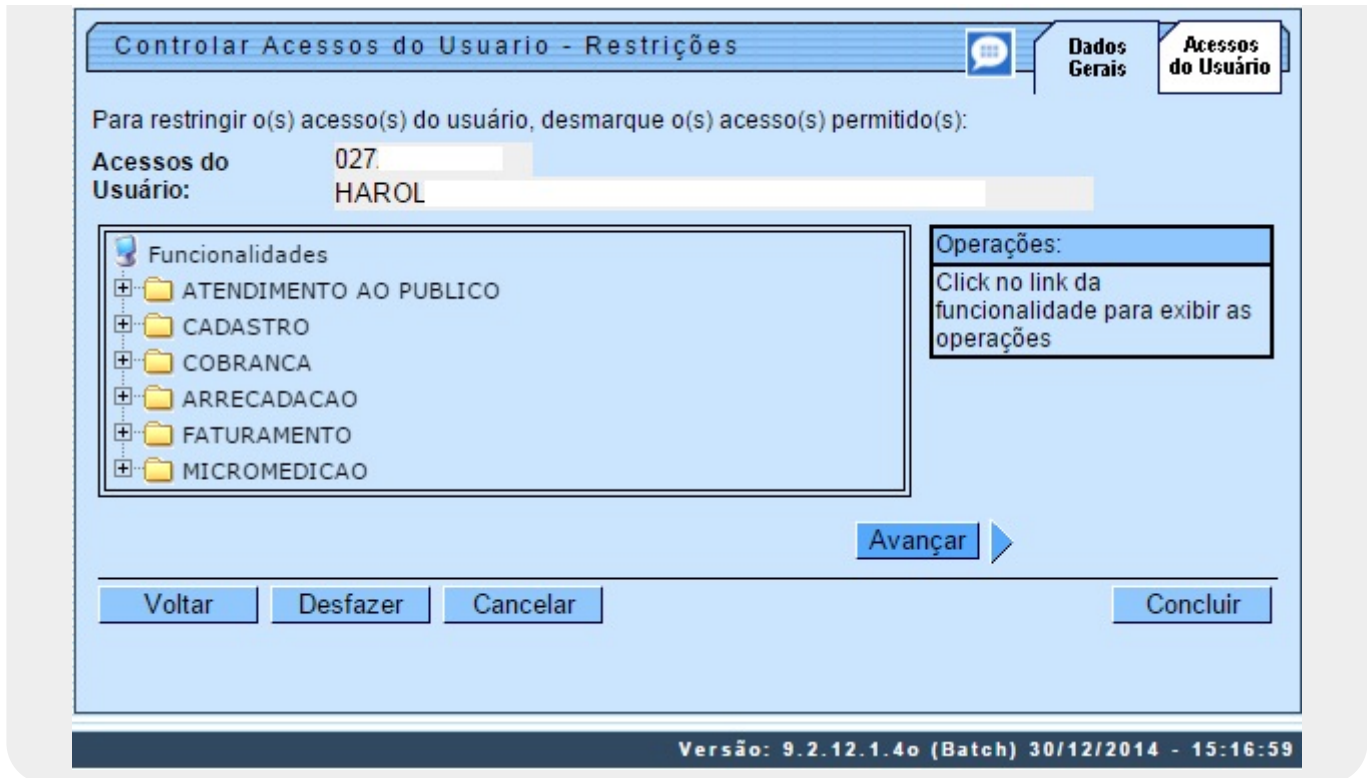 Controlar Acessos do Usuario - Restrições
Dados
Gerais
Acessos
do Usuário
Para restringir o(s) acesso(s) do usuário, desmarque o(s) acesso(s) permitido(s):
Acessos do
Usuário:
027
HAROL
Funcionalidades
ATENDIMENTO AO PUBLICO
CADASTRO
COBRANCA
ARRECADACAO
FATURAMENTO
MICROMEDICAO
Operações:
Click no link da
funcionalidade para exibir as
operações
Avançar
Voltar
Desfazer
Cancelar
Concluir
Versão: 9.2.12.1.4o (Batch) 30/12/2014 - 15:16:59